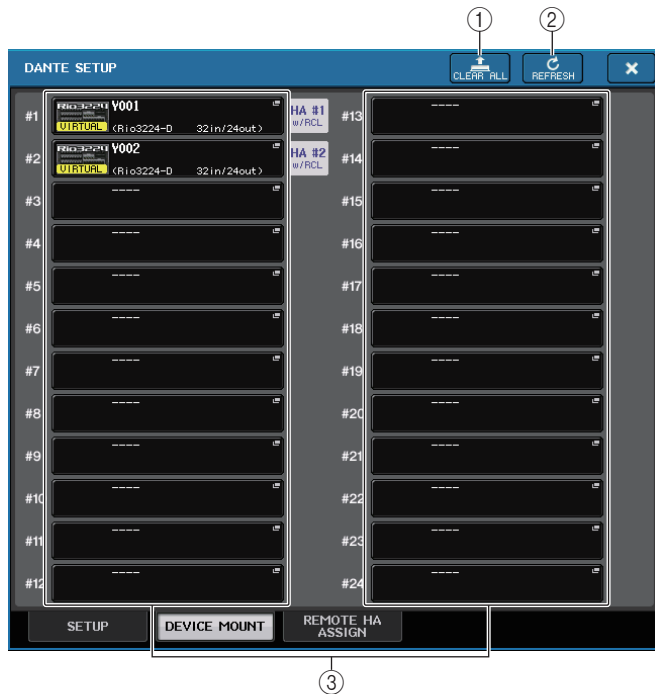 ① ②
DANTE SETUP CLEAR ALL REFRESH ×
#1 Rio3224 VIRTUAL Y001 (Rio3224-D 32in/24out) HA #1 w/RCL #13 ----
#2 Rio3224 VIRTUAL Y002 (Rio3224-D 32in/24out) HA #2 w/RCL #14 ----
#3 ---- #15 ----
#4 ---- #16 ----
#5 ---- #17 ----
#6 ---- #18 ----
#7 ---- #19 ----
#8 ---- #20 ----
#9 ---- #21 ----
#10 ---- #22 ----
#11 ---- #23 ----
#12 ---- #24 ----
SETUP DEVICE MOUNT REMOTE HA ASSIGN
③